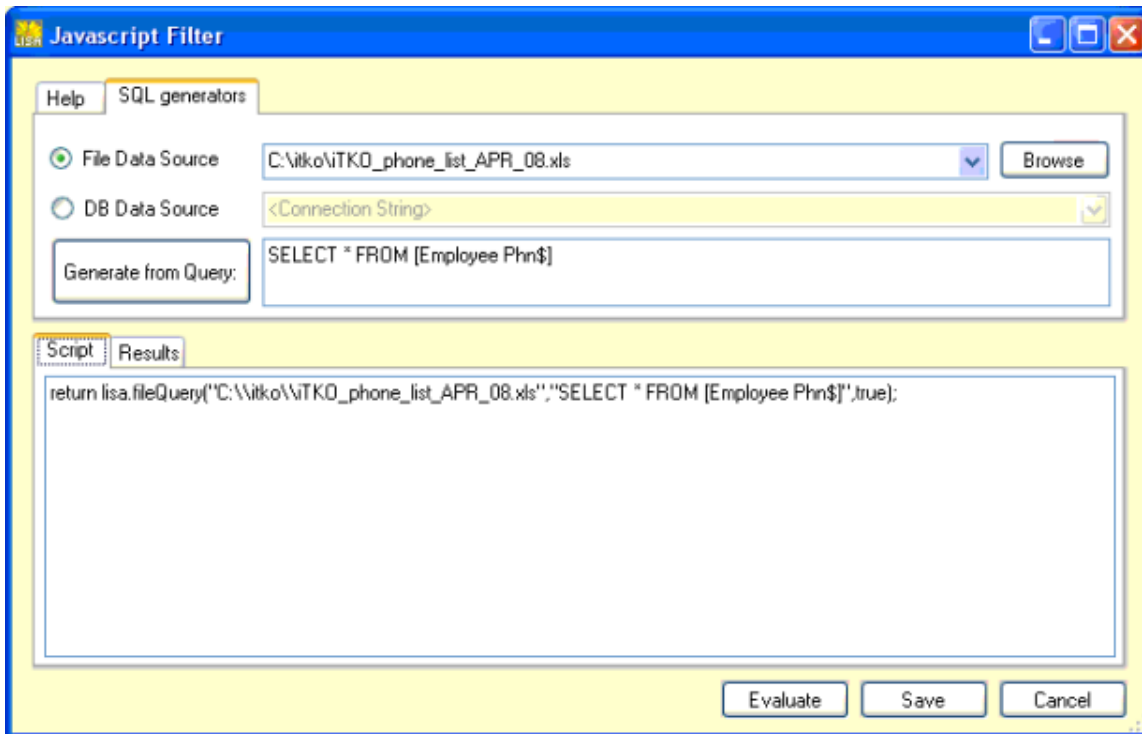 LISA Javascript Filter
Help SQL generators
File Data Source C:\itko\iTKO_phone_list_APR_08.xls Browse
DB Data Source <Connection String>
Generate from Query: SELECT * FROM [Employee Phn$]
Script Results
return lisa.fileQuery("C:\\itko\\iTKO_phone_list_APR_08.xls","SELECT * FROM [Employee Phn$]",true);
Evaluate Save Cancel